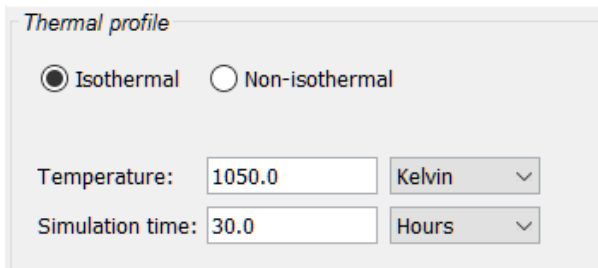 Thermal profile
Isothermal Non-isothermal
Temperature: 1050.0 Kelvin
Simulation time: 30.0 Hours